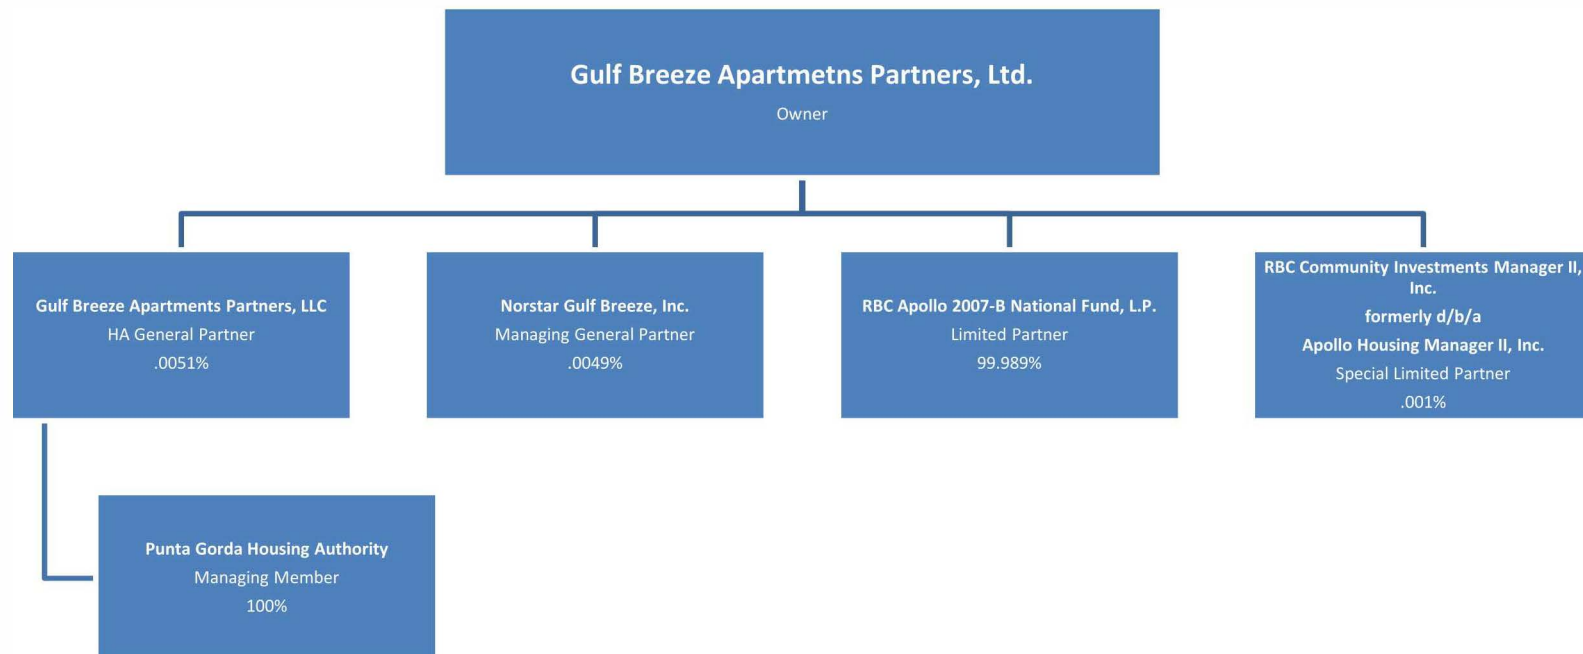 Gulf Breeze Apartmetns Partners, Ltd.
Owner
Gulf Breeze Apartments Partners, LLC
HA General Partner
.0051%
Norstar Gulf Breeze, Inc.
Managing General Partner
.0049%
RBC Apollo 2007-B National Fund, L.P.
Limited Partner
99.989%
RBC Community Investments Manager II,
Inc.
formerly d/b/a
Apollo Housing Manager II, Inc.
Special Limited Partner
.001%
Punta Gorda Housing Authority
Managing Member
100%